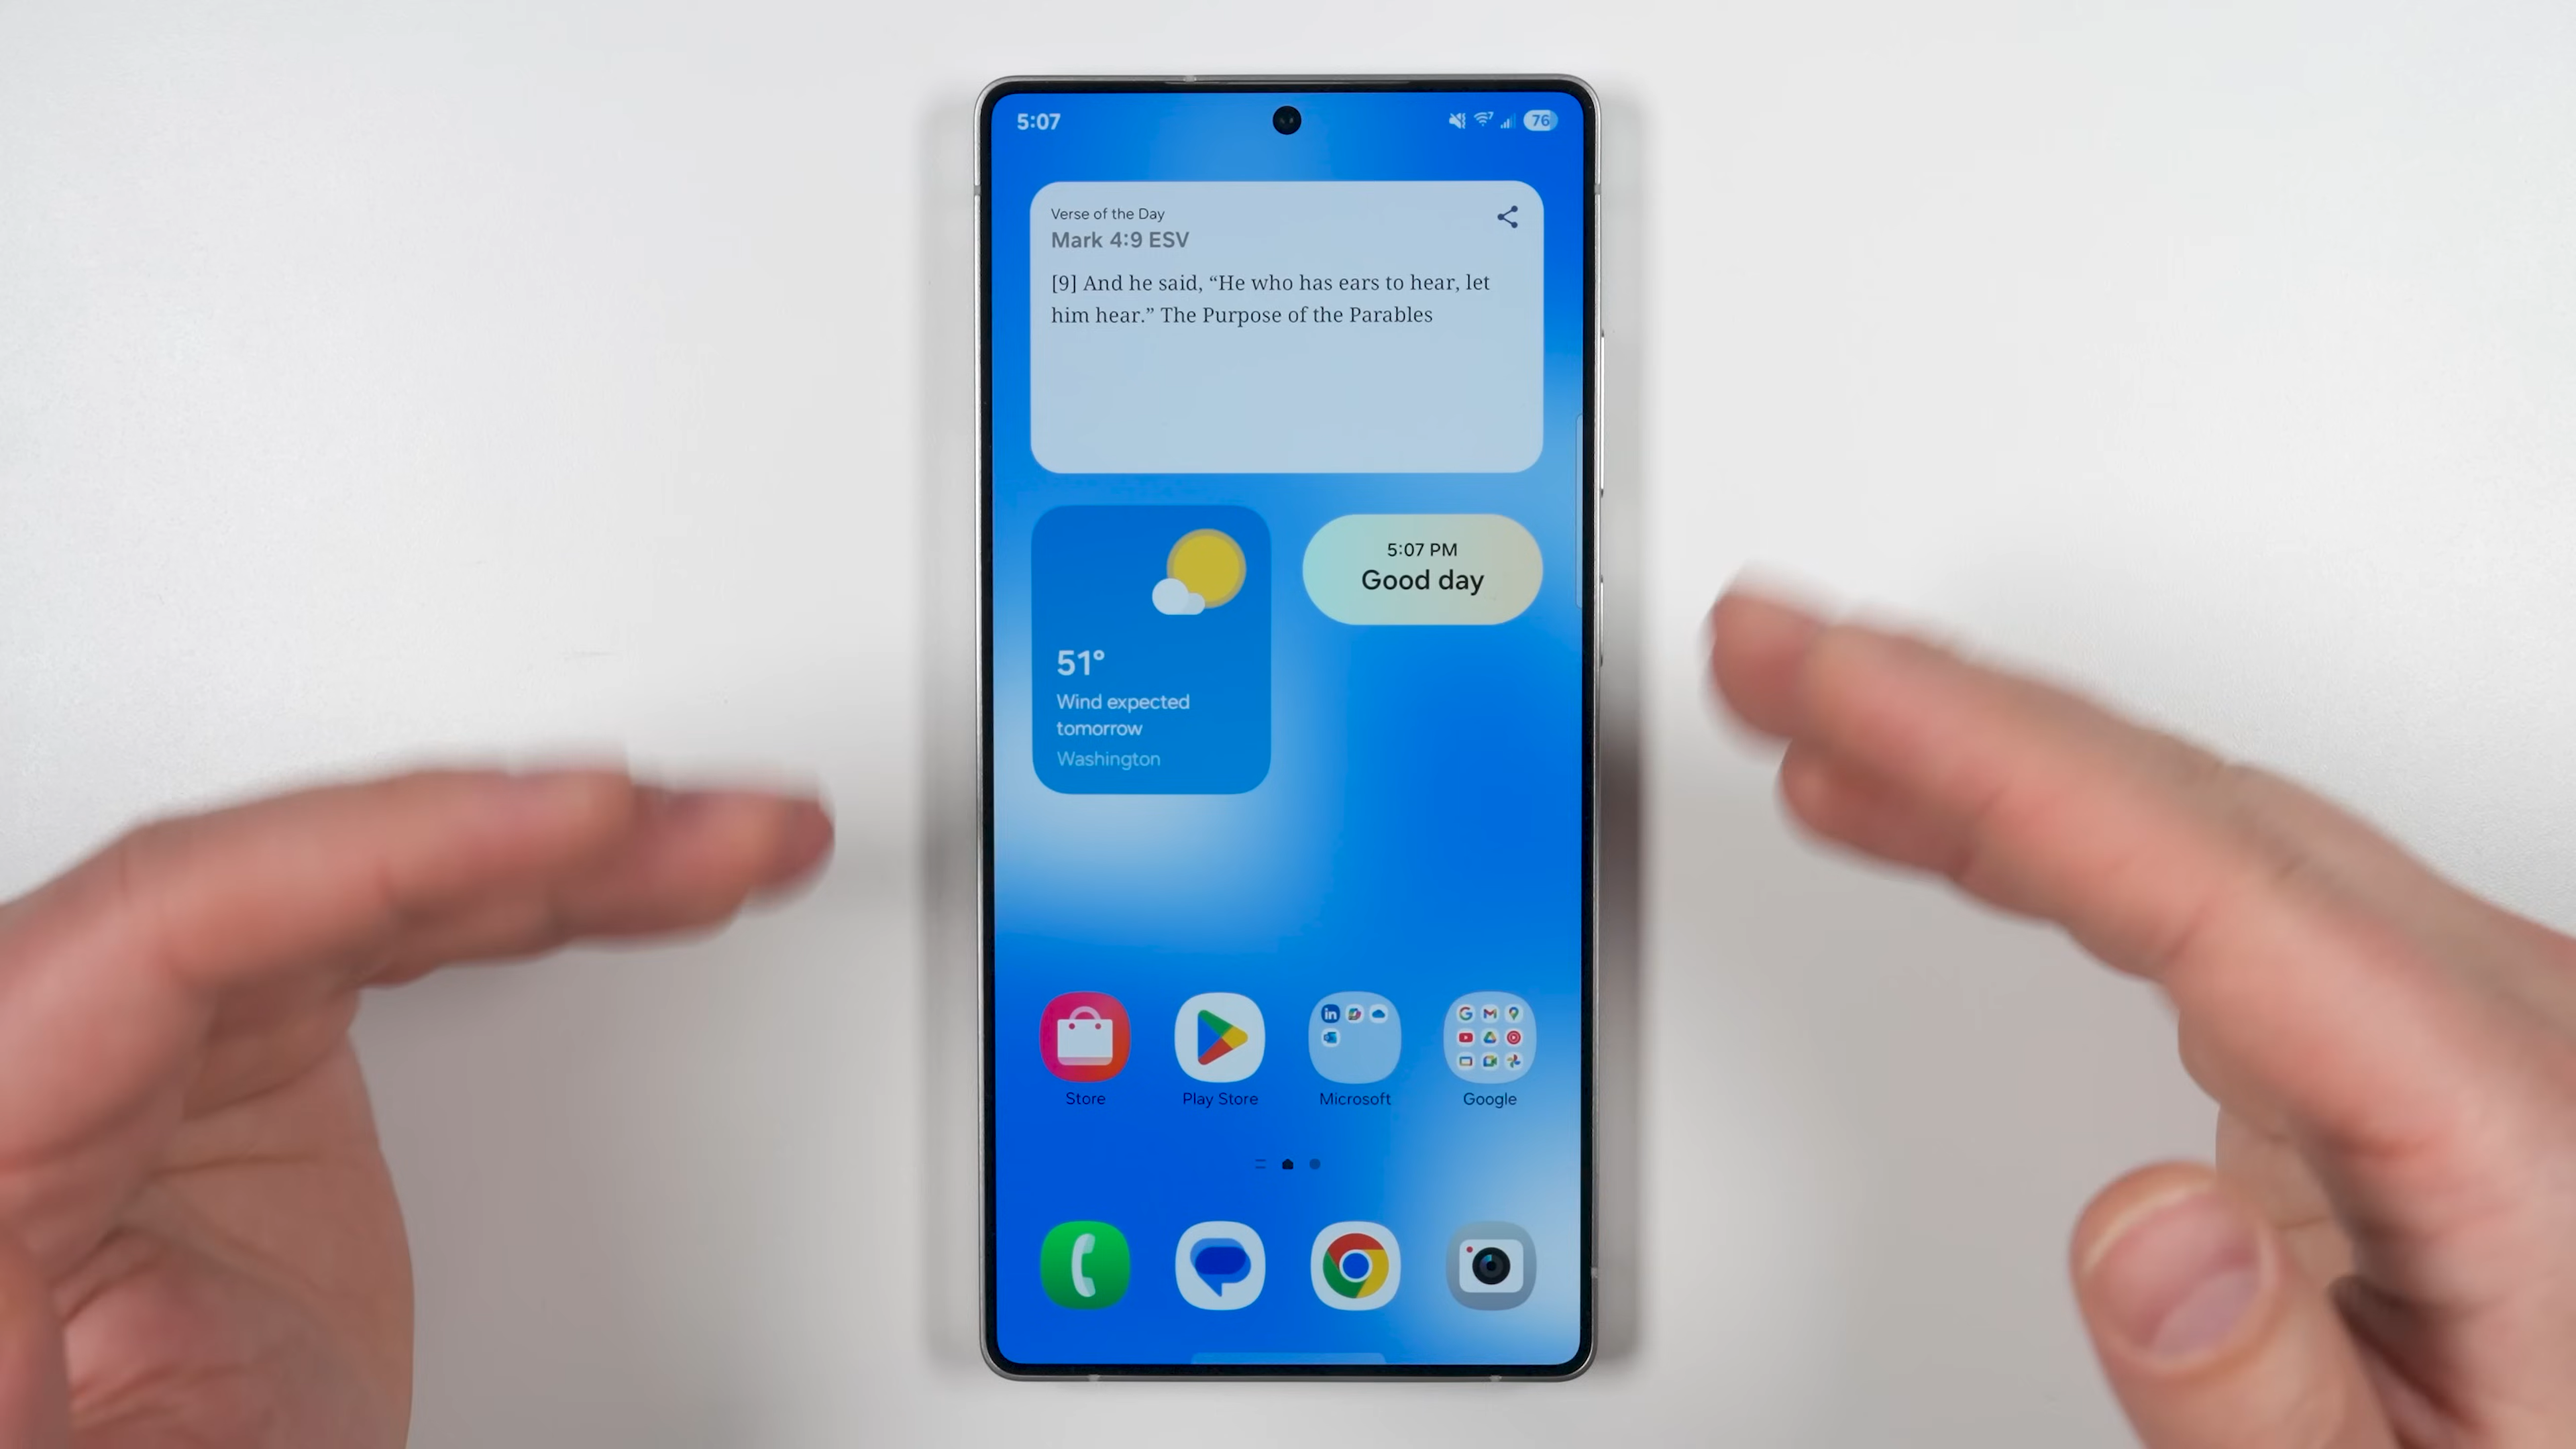 5:07
76
Verse of the Day
Mark 4:9 ESV
[9] And he said, “He who has ears to hear, let
him hear.” The Purpose of the Parables
5:07 PM
Good day
51°
Wind expected
tomorrow
Washington
Store
Play Store
Microsoft
Google